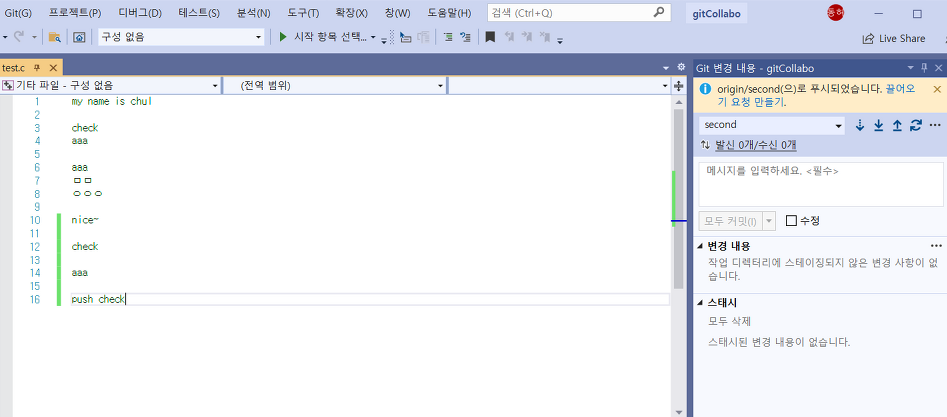 Git(G) 프로젝트(P) 디버그(D) 테스트(S) 분석(N) 도구(T) 확장(X) 창(W) 도움말(H) 검색 (Ctrl+Q) gitCollabo 동허
구성 없음 시작 항목 선택... Live Share
test.c
기타 파일 - 구성 없음 (전역 범위)
1 my name is chul
2
3 check
4 aaa
5
6 aaa
7 ㅁㅁ
8 ㅇㅇㅇ
9
10 nice~
11
12 check
13
14 aaa
15
16 push check
Git 변경 내용 - gitCollabo
origin/second(으)로 푸시되었습니다. 끌어오
기 요청 만들기.
second
발신 0개/수신 0개
메시지를 입력하세요. <필수>
모두 커밋(I) 수정
변경 내용
작업 디렉터리에 스테이징되지 않은 변경 사항이 없
습니다.
스태시
모두 삭제
스태시된 변경 내용이 없습니다.